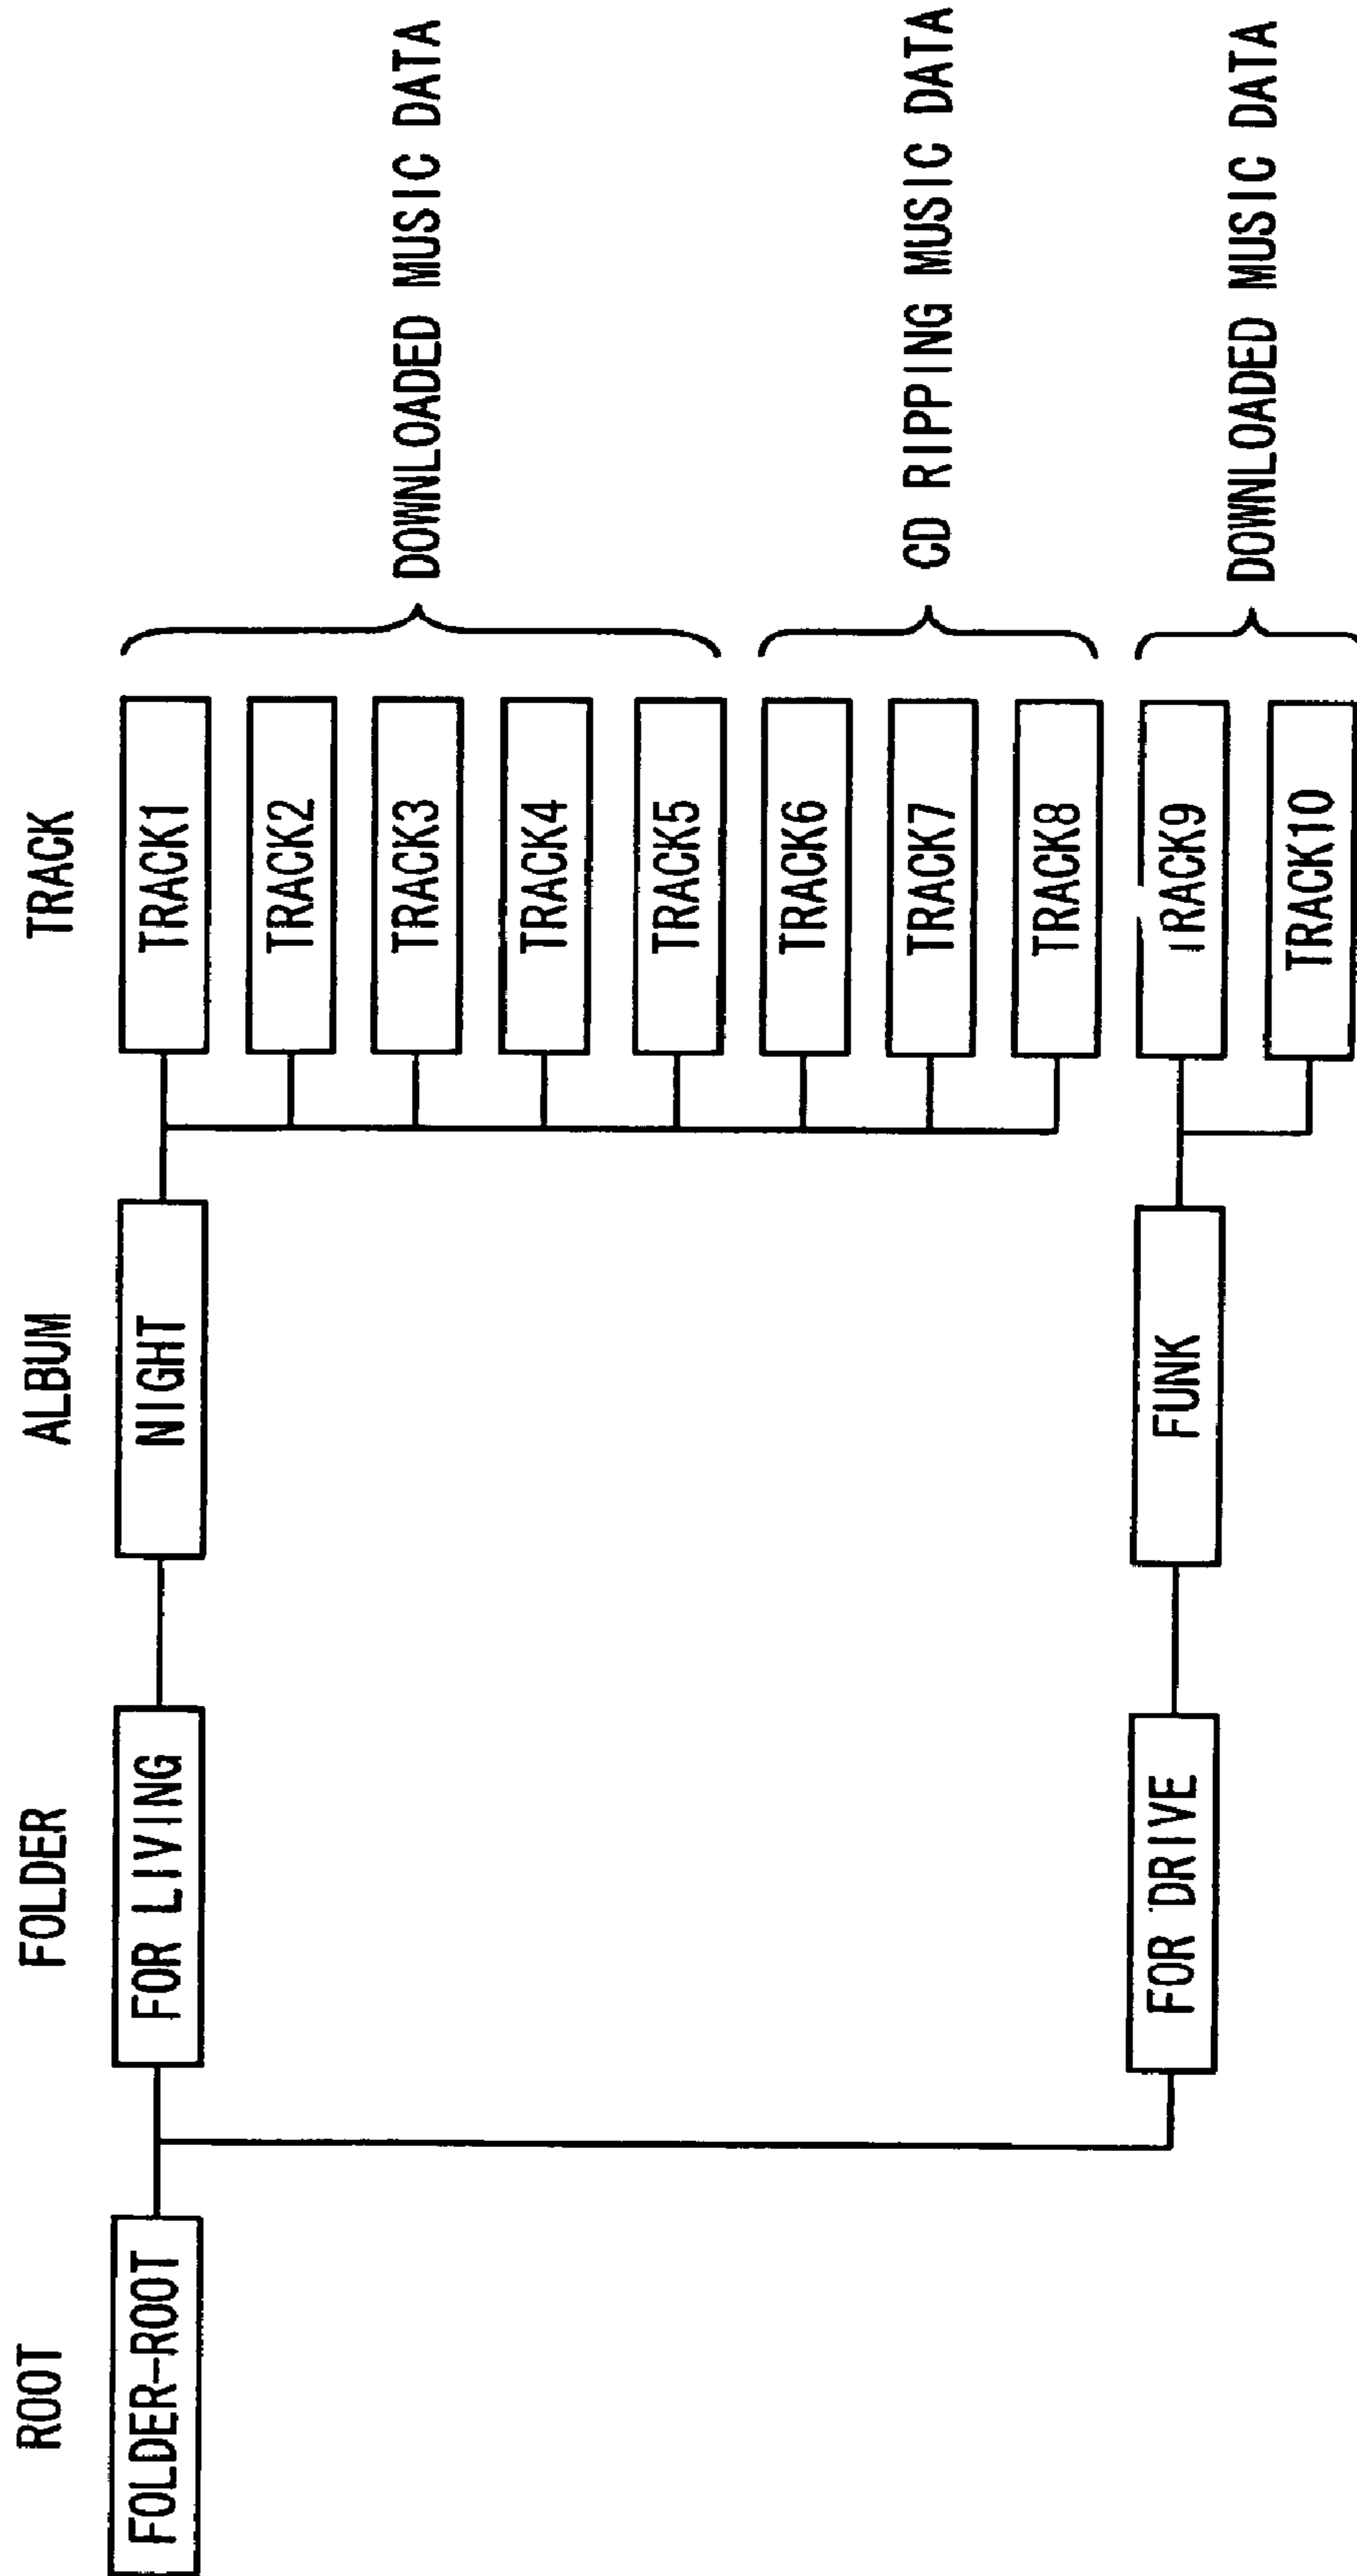 ROOT
FOLDER
ALBUM
TRACK
FOLDER-ROOT
FOR LIVING
NIGHT
TRACK1
TRACK2
TRACK3
TRACK4
TRACK5
DOWNLOADED MUSIC DATA
TRACK6
TRACK7
TRACK8
CD RIPPING MUSIC DATA
FOR DRIVE
FUNK
TRACK9
TRACK10
DOWNLOADED MUSIC DATA